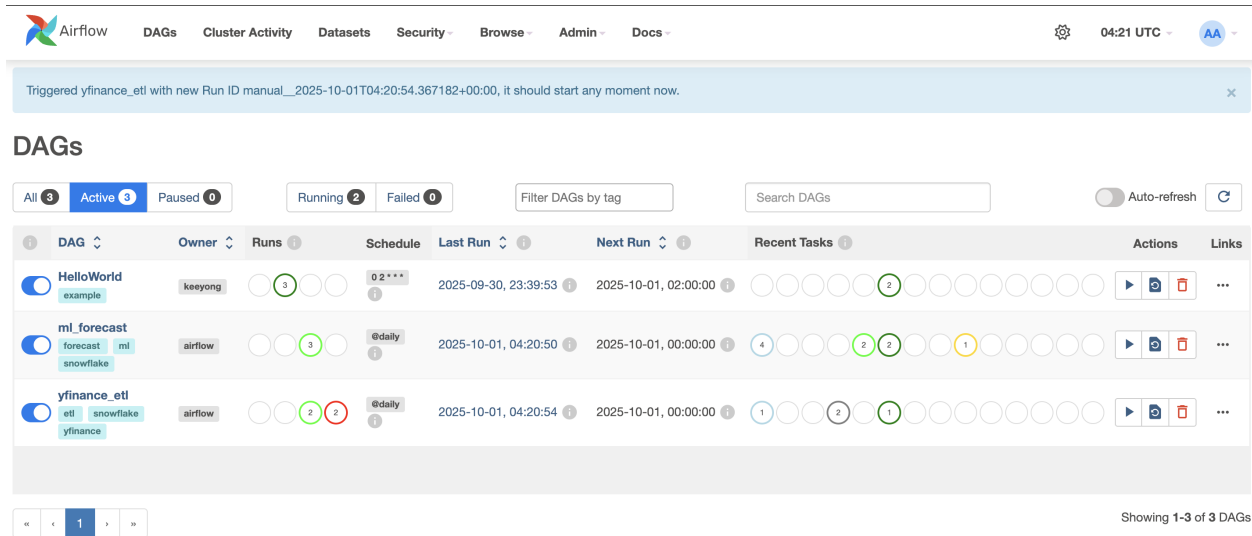 Airflow DAGs Cluster Activity Datasets Security Browse Admin Docs 04:21 UTC AA
Triggered yfinance_etl with new Run ID manual__2025-10-01T04:20:54.367182+00:00, it should start any moment now. ×
DAGs
All 3 Active 3 Paused 0 Running 2 Failed 0 Filter DAGs by tag Search DAGs Auto-refresh
i DAG Owner Runs i Schedule Last Run i Next Run i Recent Tasks i Actions Links
HelloWorld
example
keeyong 3 0 2 * * * i 2025-09-30, 23:39:53 i 2025-10-01, 02:00:00 i 2 ...
ml_forecast
forecast ml
snowflake
airflow 3 @daily i 2025-10-01, 04:20:50 i 2025-10-01, 00:00:00 i 4 2 2 1 ...
yfinance_etl
etl snowflake
yfinance
airflow 2 2 @daily i 2025-10-01, 04:20:54 i 2025-10-01, 00:00:00 i 1 2 1 ...
« ‹ 1 › »
Showing 1-3 of 3 DAGs